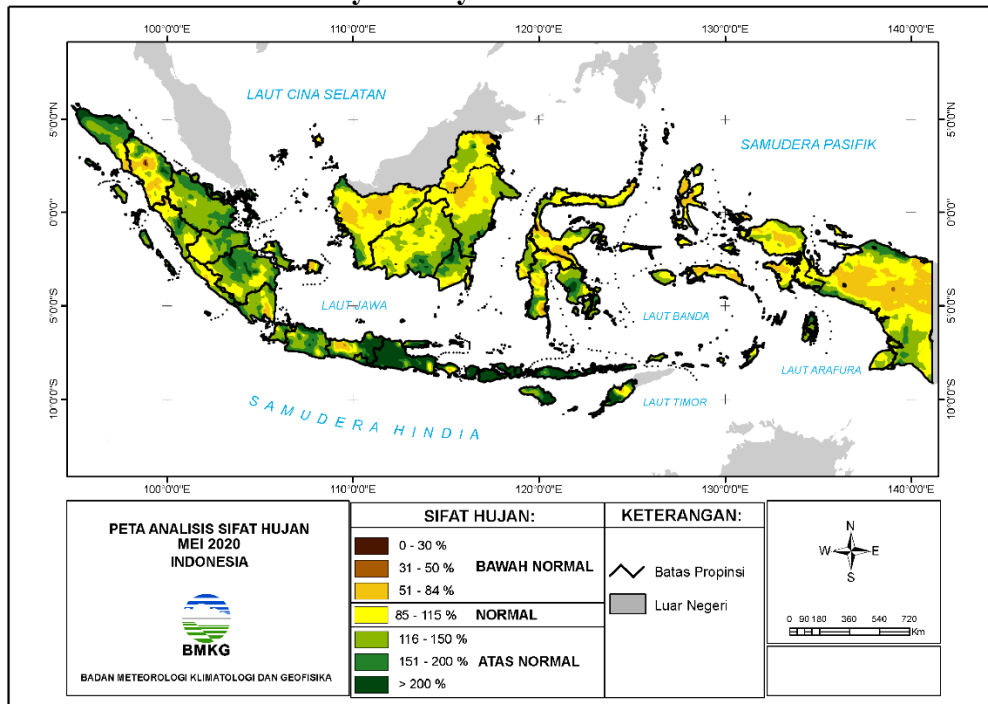 100°0'0"E 110°0'0"E 120°0'0"E 130°0'0"E 140°0'0"E
LAUT CINA SELATAN
SAMUDERA PASIFIK
5°0'0"N 5°0'0"N
0°0'0" 0°0'0"
5°0'0"S 5°0'0"S
10°0'0"S 10°0'0"S
LAUT JAWA
LAUT BANDA
LAUT ARAFURA
LAUT TIMOR
SAMUDERA HINDIA
100°0'0"E 110°0'0"E 120°0'0"E 130°0'0"E 140°0'0"E
PETA ANALISIS SIFAT HUJAN
MEI 2020
INDONESIA
BMKG
BADAN METEOROLOGI KLIMATOLOGI DAN GEOFISIKA
SIFAT HUJAN:
0 - 30 %
31 - 50 % BAWAH NORMAL
51 - 84 %
85 - 115 % NORMAL
116 - 150 %
151 - 200 % ATAS NORMAL
> 200 %
KETERANGAN:
Batas Propinsi
Luar Negeri
N
W E
S
0 90 180 360 540 720
Km